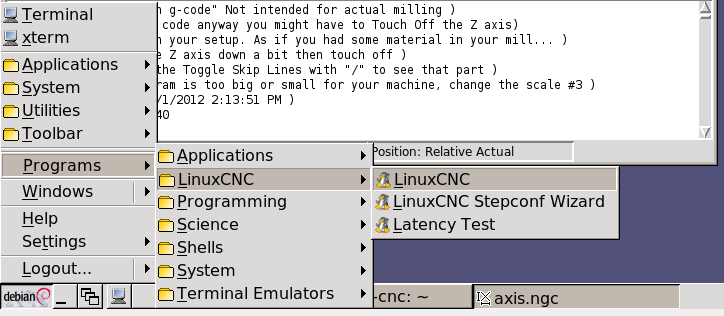 Terminal
xterm
Applications
System
Utilities
Toolbar
Programs
Windows
Help
Settings
Logout...
g-code" Not intended for actual milling )
code anyway you might have to Touch Off the Z axis)
your setup. As if you had some material in your mill... )
Z axis down a bit then touch off )
the Toggle Skip Lines with "/" to see that part )
ram is too big or small for your machine, change the scale #3 )
/1/2012 2:13:51 PM )
40
Position: Relative Actual
Applications
LinuxCNC
Programming
Science
Shells
System
Terminal Emulators
LinuxCNC
LinuxCNC Stepconf Wizard
Latency Test
debian
-cnc: ~
axis.ngc